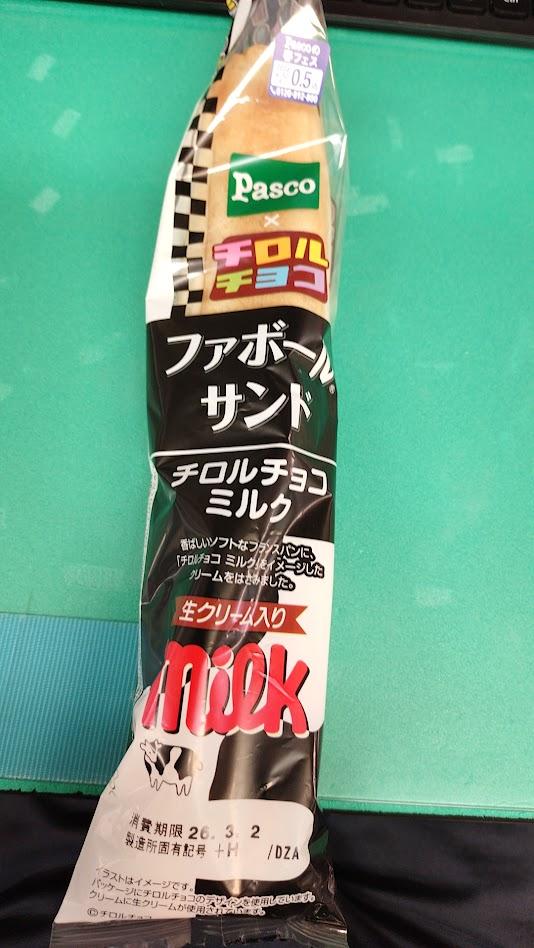 Pascoの
春フェス
0.5
0120-812-800
Pasco
×
チロル
チョコ
ファボール®
サンド
チロルチョコ
ミルク
香ばしいソフトなフランスパンに、
「チロルチョコ ミルク」をイメージした
クリームをはさみました。
生クリーム入り
milk
消費期限 26. 3. 2
製造所固有記号 +H /DZA
イラストはイメージです。
パッケージにチロルチョコのデザインを使用しています。
クリームに生クリームが使用されています。
©チロルチョコ